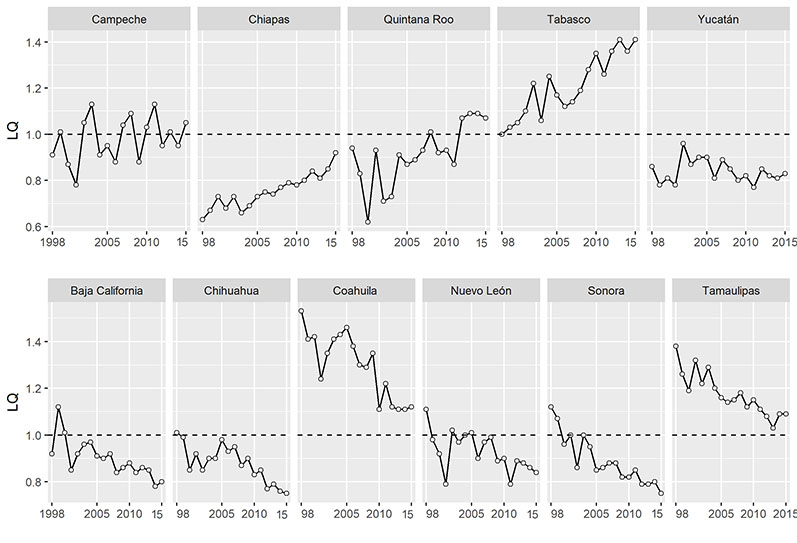 Campeche Chiapas Quintana Roo Tabasco Yucatán
1.4
1.2
1.0
0.8
0.6
LQ
1998 2005 2010 15 98 2005 2010 15 98 2005 2010 15 98 2005 2010 15 98 2005 2010 2015
Baja California Chihuahua Coahuila Nuevo León Sonora Tamaulipas
1.4
1.2
1.0
0.8
LQ
1998 2005 2010 15 98 2005 2010 15 98 2005 2010 15 98 2005 2010 15 98 2005 2010 15 98 2005 2010 2015